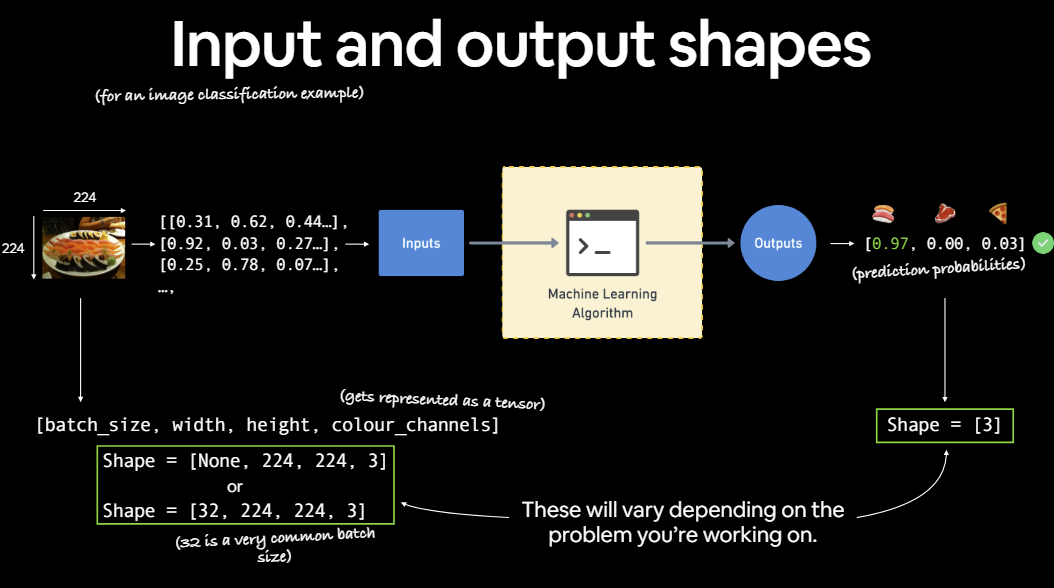 Input and output shapes
(for an image classification example)
224
224
[[0.31, 0.62, 0.44…],
[0.92, 0.03, 0.27…],
[0.25, 0.78, 0.07…],
…,
Inputs
Machine Learning
Algorithm
Outputs
[0.97, 0.00, 0.03]
(prediction probabilities)
(gets represented as a tensor)
[batch_size, width, height, colour_channels]
Shape = [None, 224, 224, 3]
or
Shape = [32, 224, 224, 3]
(32 is a very common batch
size)
Shape = [3]
These will vary depending on the
problem you’re working on.